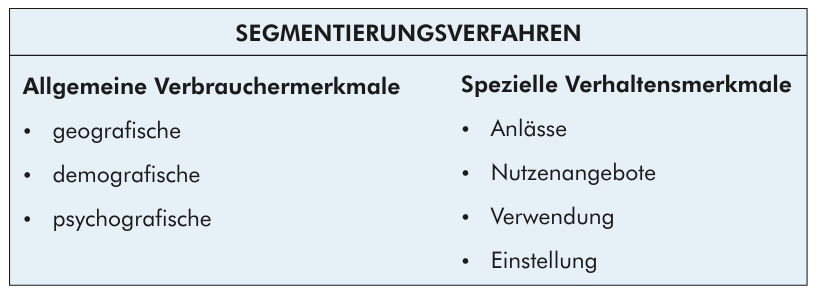 SEGMENTIERUNGSVERFAHREN
Allgemeine Verbrauchermerkmale
• geografische
• demografische
• psychografische
Spezielle Verhaltensmerkmale
• Anlässe
• Nutzenangebote
• Verwendung
• Einstellung